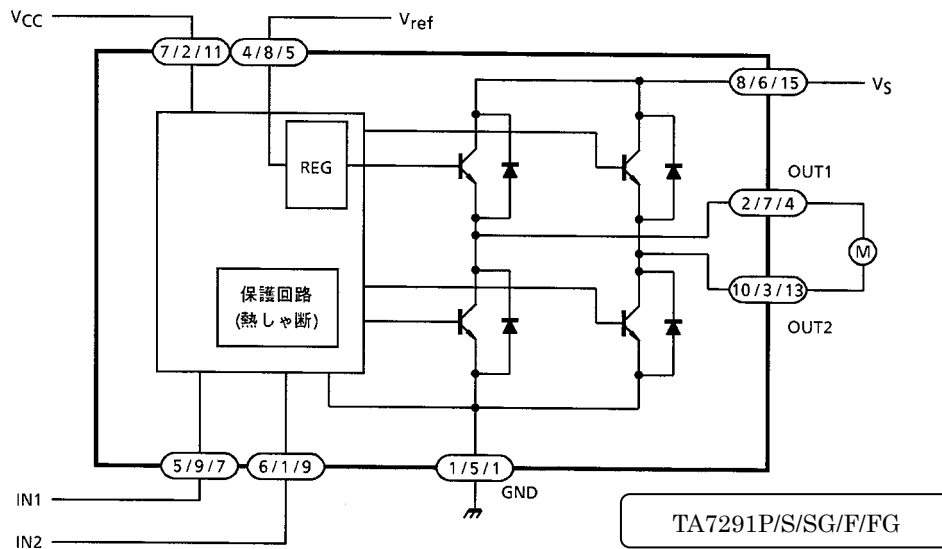 VCC
Vref
7/2/11
4/8/5
8/6/15
VS
REG
OUT1
2/7/4
M
保護回路
(熱しゃ断)
10/3/13
OUT2
5/9/7
6/1/9
1/5/1
GND
IN1
IN2
TA7291P/S/SG/F/FG